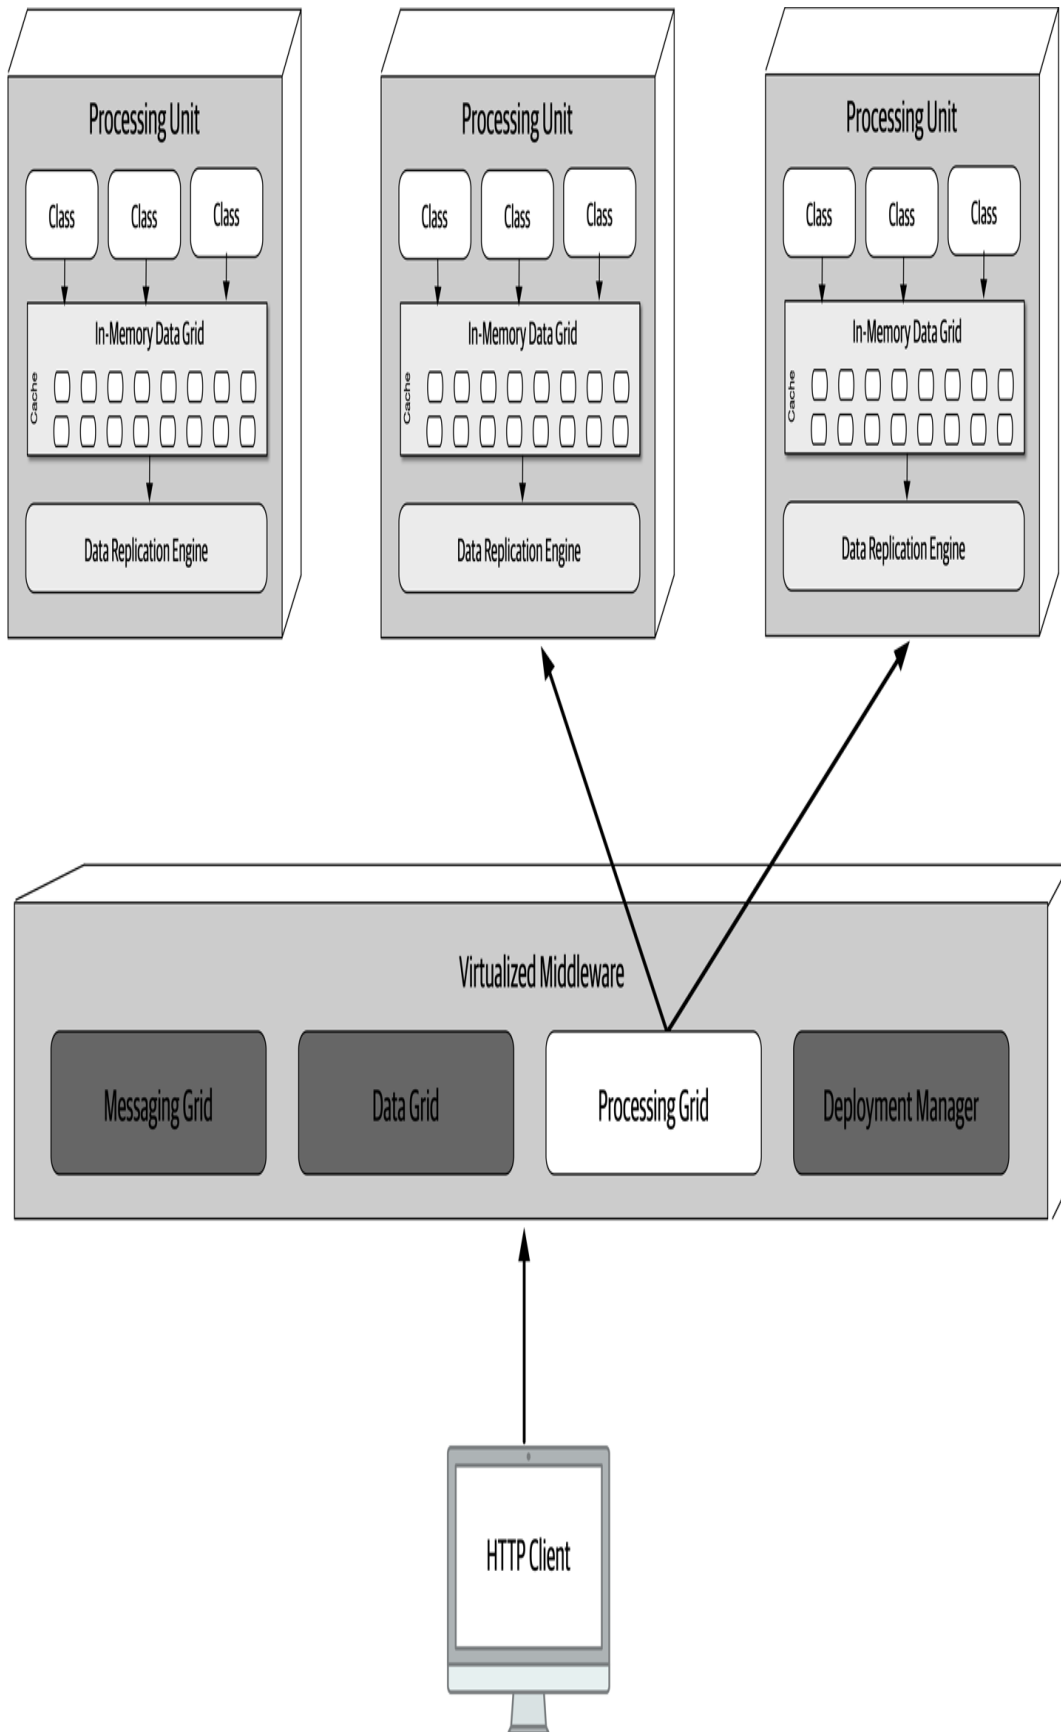 Processing Unit
Class
Class
Class
In-Memory Data Grid
Cache
Data Replication Engine
Processing Unit
Class
Class
Class
In-Memory Data Grid
Cache
Data Replication Engine
Processing Unit
Class
Class
Class
In-Memory Data Grid
Cache
Data Replication Engine
Virtualized Middleware
Messaging Grid
Data Grid
Processing Grid
Deployment Manager
HTTP Client